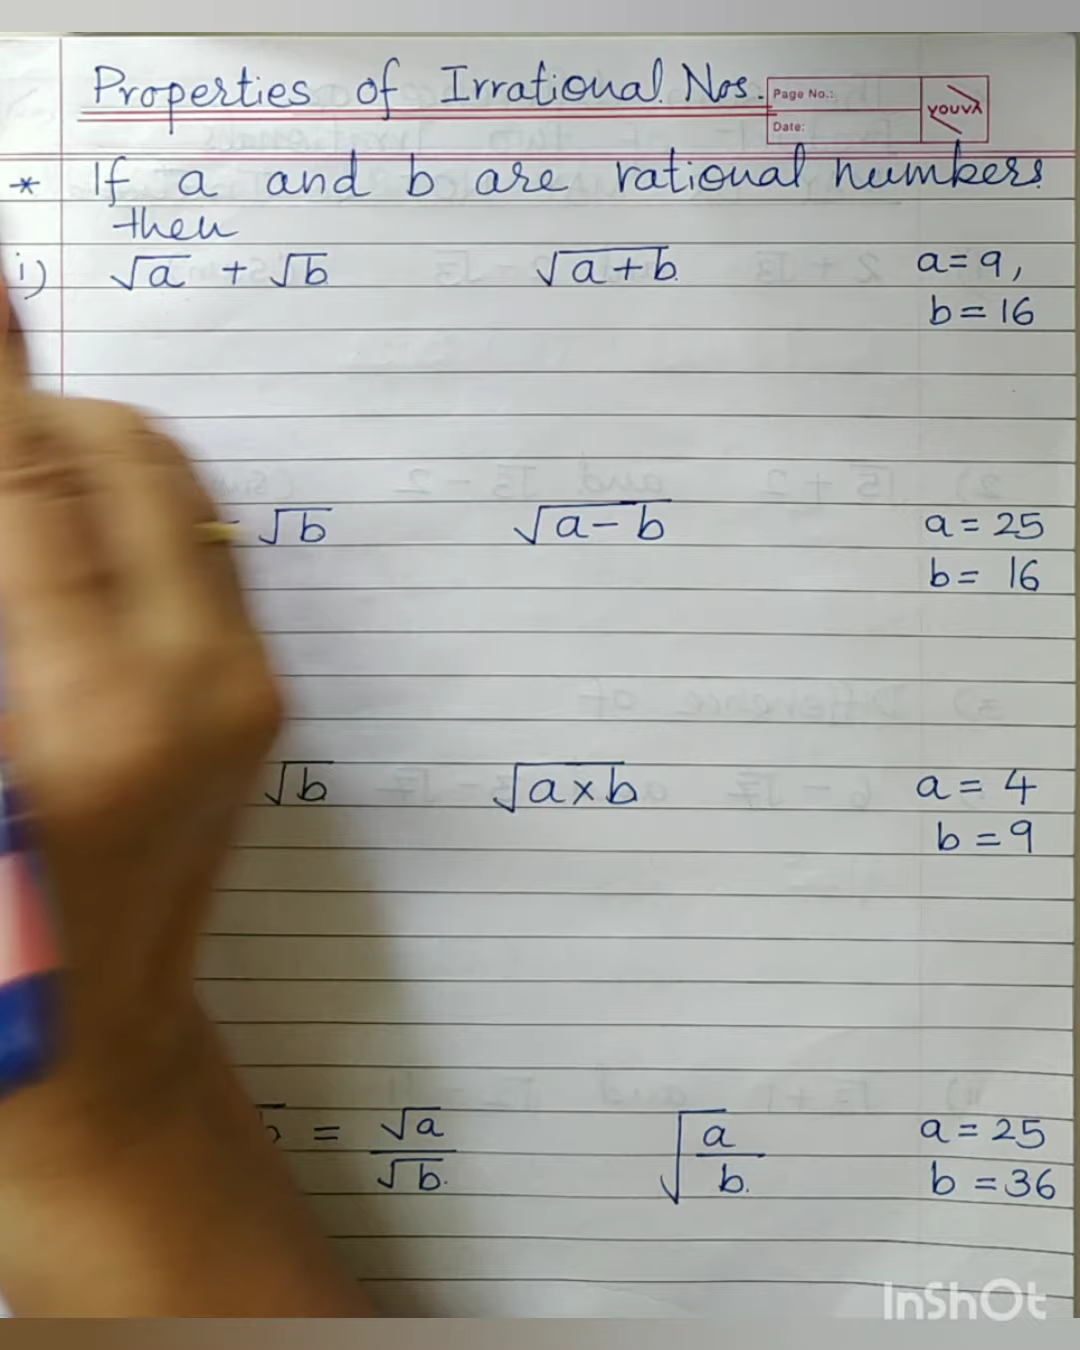 Properties of Irrational Nos.
Page No.:
Date:
YOUVA
* If a and b are rational numbers
then
i) √a + √b √(a+b) a=9,
b=16
- √b √(a-b) a=25
b=16
√b √(a×b) a=4
b=9
= √a/√b √(a/b) a=25
b=36
InShOt